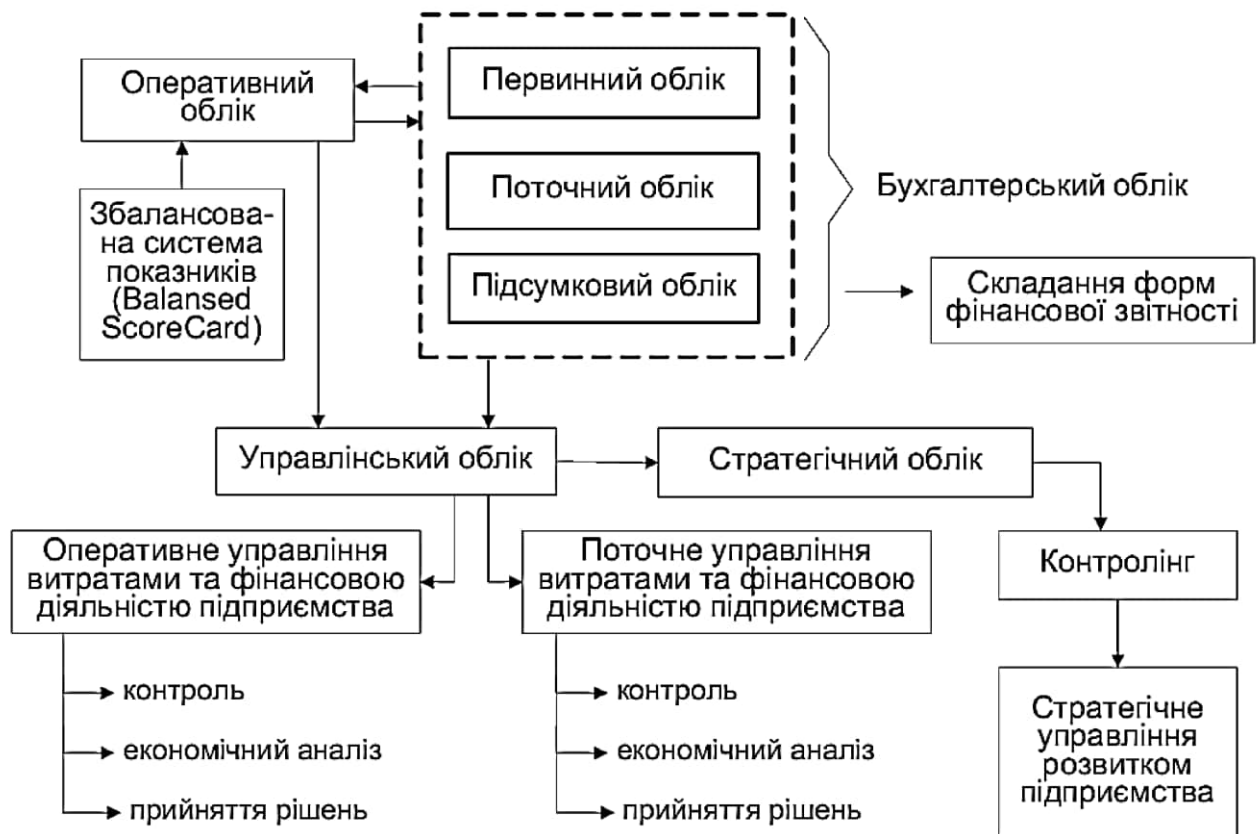 Оперативний
облік
Первинний облік
Поточний облік
Підсумковий облік
Бухгалтерський облік
Збалансова-
на система
показників
(Balansed
ScoreCard)
Складання форм
фінансової звітності
Управлінський облік
Стратегічний облік
Контролінг
Оперативне управління
витратами та фінансовою
діяльністю підприємства
контроль
економічний аналіз
прийняття рішень
Поточне управління
витратами та фінансовою
діяльністю підприємства
контроль
економічний аналіз
прийняття рішень
Стратегічне
управління
розвитком
підприємства